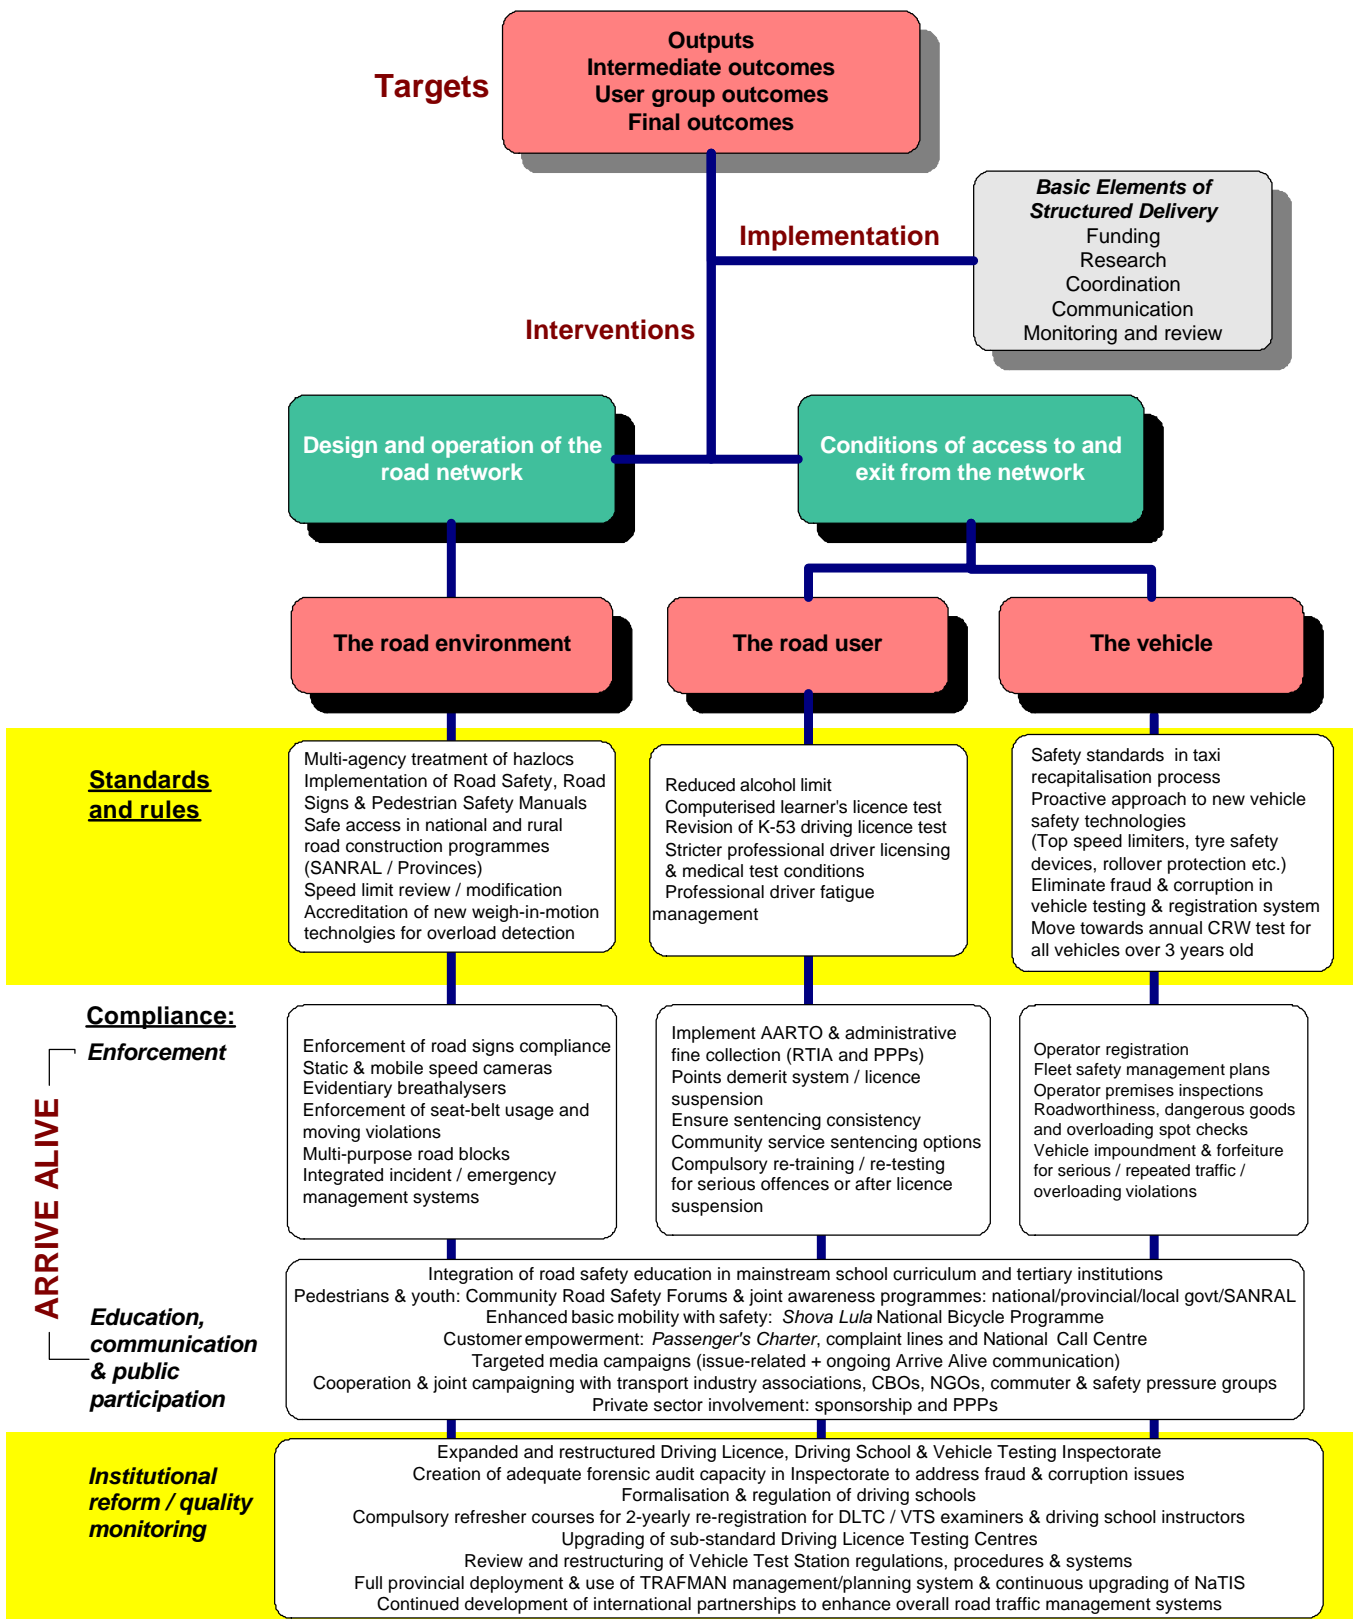 Targets
Outputs
Intermediate outcomes
User group outcomes
Final outcomes
Implementation
Basic Elements of
Structured Delivery
Funding
Research
Coordination
Communication
Monitoring and review
Interventions
Design and operation of the
road network
Conditions of access to and
exit from the network
The road environment
The road user
The vehicle
Standards
and rules
Multi-agency treatment of hazlocs
Implementation of Road Safety, Road
Signs & Pedestrian Safety Manuals
Safe access in national and rural
road construction programmes
(SANRAL / Provinces)
Speed limit review / modification
Accreditation of new weigh-in-motion
technolgies for overload detection
Reduced alcohol limit
Computerised learner's licence test
Revision of K-53 driving licence test
Stricter professional driver licensing
& medical test conditions
Professional driver fatigue
management
Safety standards in taxi
recapitalisation process
Proactive approach to new vehicle
safety technologies
(Top speed limiters, tyre safety
devices, rollover protection etc.)
Eliminate fraud & corruption in
vehicle testing & registration system
Move towards annual CRW test for
all vehicles over 3 years old
Compliance:
Enforcement
ARRIVE ALIVE
Enforcement of road signs compliance
Static & mobile speed cameras
Evidentiary breathalysers
Enforcement of seat-belt usage and
moving violations
Multi-purpose road blocks
Integrated incident / emergency
management systems
Implement AARTO & administrative
fine collection (RTIA and PPPs)
Points demerit system / licence
suspension
Ensure sentencing consistency
Community service sentencing options
Compulsory re-training / re-testing
for serious offences or after licence
suspension
Operator registration
Fleet safety management plans
Operator premises inspections
Roadworthiness, dangerous goods
and overloading spot checks
Vehicle impoundment & forfeiture
for serious / repeated traffic /
overloading violations
Education,
communication
& public
participation
Integration of road safety education in mainstream school curriculum and tertiary institutions
Pedestrians & youth: Community Road Safety Forums & joint awareness programmes: national/provincial/local govt/SANRAL
Enhanced basic mobility with safety: Shova Lula National Bicycle Programme
Customer empowerment: Passenger's Charter, complaint lines and National Call Centre
Targeted media campaigns (issue-related + ongoing Arrive Alive communication)
Cooperation & joint campaigning with transport industry associations, CBOs, NGOs, commuter & safety pressure groups
Private sector involvement: sponsorship and PPPs
Institutional
reform / quality
monitoring
Expanded and restructured Driving Licence, Driving School & Vehicle Testing Inspectorate
Creation of adequate forensic audit capacity in Inspectorate to address fraud & corruption issues
Formalisation & regulation of driving schools
Compulsory refresher courses for 2-yearly re-registration for DLTC / VTS examiners & driving school instructors
Upgrading of sub-standard Driving Licence Testing Centres
Review and restructuring of Vehicle Test Station regulations, procedures & systems
Full provincial deployment & use of TRAFMAN management/planning system & continuous upgrading of NaTIS
Continued development of international partnerships to enhance overall road traffic management systems